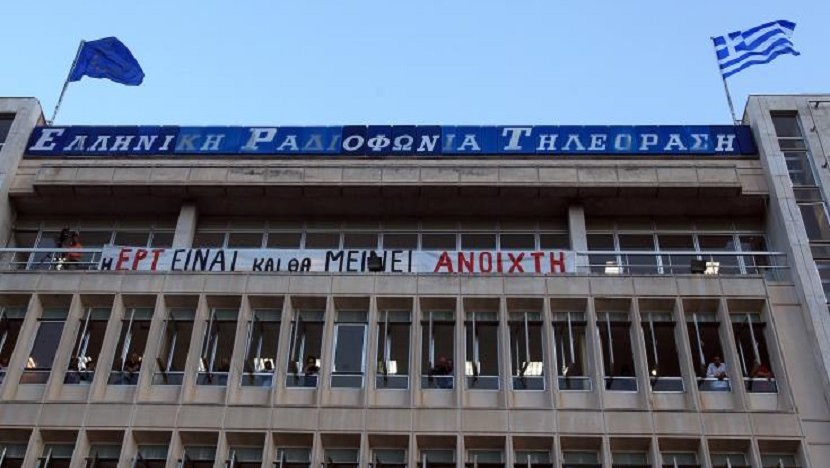 ΕΛΛΗΝΙΚΗ ΡΑΔΙΟΦΩΝΙΑ ΤΗΛΕΟΡΑΣΗ
Η ΕΡΤ ΕΙΝΑΙ ΚΑΙ ΘΑ ΜΕΙΝΕΙ ΑΝΟΙΧΤΗ